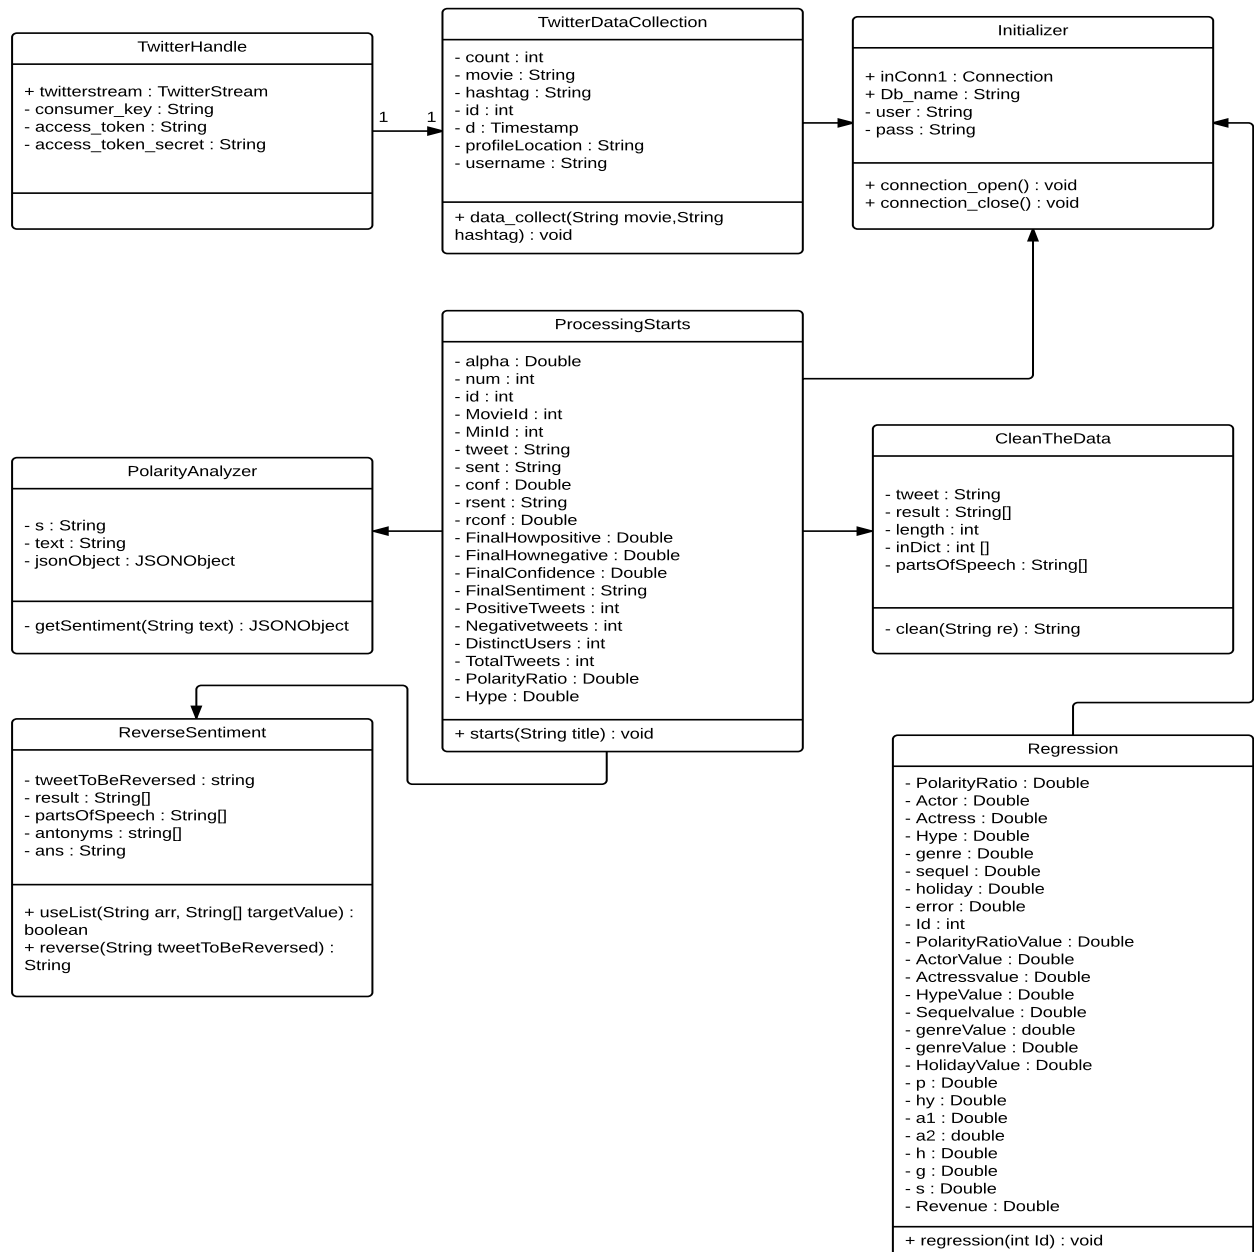 TwitterHandle
+ twitterstream : TwitterStream
- consumer_key : String
- access_token : String
- access_token_secret : String
1
1
TwitterDataCollection
- count : int
- movie : String
- hashtag : String
- id : int
- d : Timestamp
- profileLocation : String
- username : String
+ data_collect(String movie,String
hashtag) : void
Initializer
+ inConn1 : Connection
+ Db_name : String
- user : String
- pass : String
+ connection_open() : void
+ connection_close() : void
ProcessingStarts
- alpha : Double
- num : int
- id : int
- MovieId : int
- MinId : int
- tweet : String
- sent : String
- conf : Double
- rsent : String
- rconf : Double
- FinalHowpositive : Double
- FinalHownegative : Double
- FinalConfidence : Double
- FinalSentiment : String
- PositiveTweets : int
- Negativetweets : int
- DistinctUsers : int
- TotalTweets : int
- PolarityRatio : Double
- Hype : Double
+ starts(String title) : void
PolarityAnalyzer
- s : String
- text : String
- jsonObject : JSONObject
- getSentiment(String text) : JSONObject
CleanTheData
- tweet : String
- result : String[]
- length : int
- inDict : int []
- partsOfSpeech : String[]
- clean(String re) : String
ReverseSentiment
- tweetToBeReversed : string
- result : String[]
- partsOfSpeech : String[]
- antonyms : string[]
- ans : String
+ useList(String arr, String[] targetValue) :
boolean
+ reverse(String tweetToBeReversed) :
String
Regression
- PolarityRatio : Double
- Actor : Double
- Actress : Double
- Hype : Double
- genre : Double
- sequel : Double
- holiday : Double
- error : Double
- Id : int
- PolarityRatioValue : Double
- ActorValue : Double
- Actressvalue : Double
- HypeValue : Double
- Sequelvalue : Double
- genreValue : double
- genreValue : Double
- HolidayValue : Double
- p : Double
- hy : Double
- a1 : Double
- a2 : double
- h : Double
- g : Double
- s : Double
- Revenue : Double
+ regression(int Id) : void